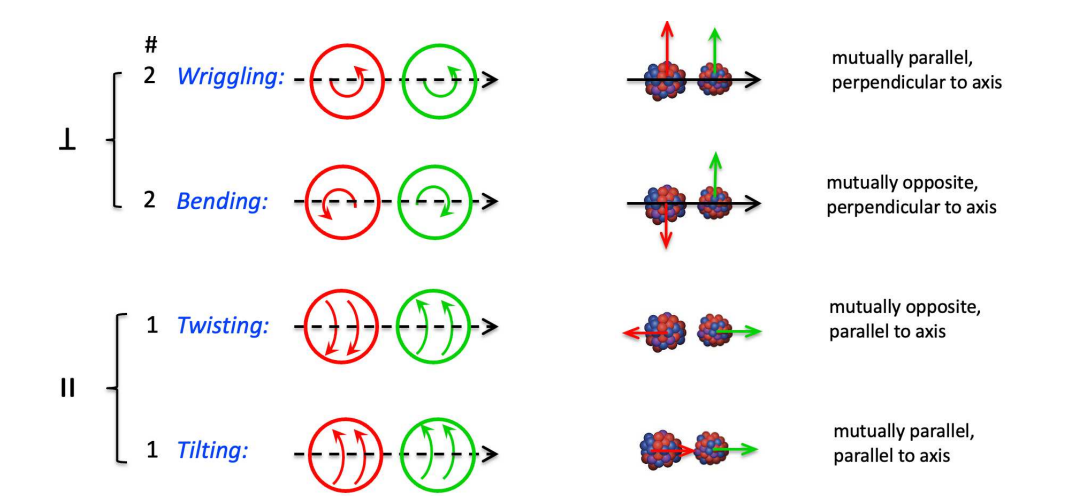 #
2 Wriggling:
mutually parallel,
perpendicular to axis
⊥
2 Bending:
mutually opposite,
perpendicular to axis
1 Twisting:
mutually opposite,
parallel to axis
II
1 Tilting:
mutually parallel,
parallel to axis